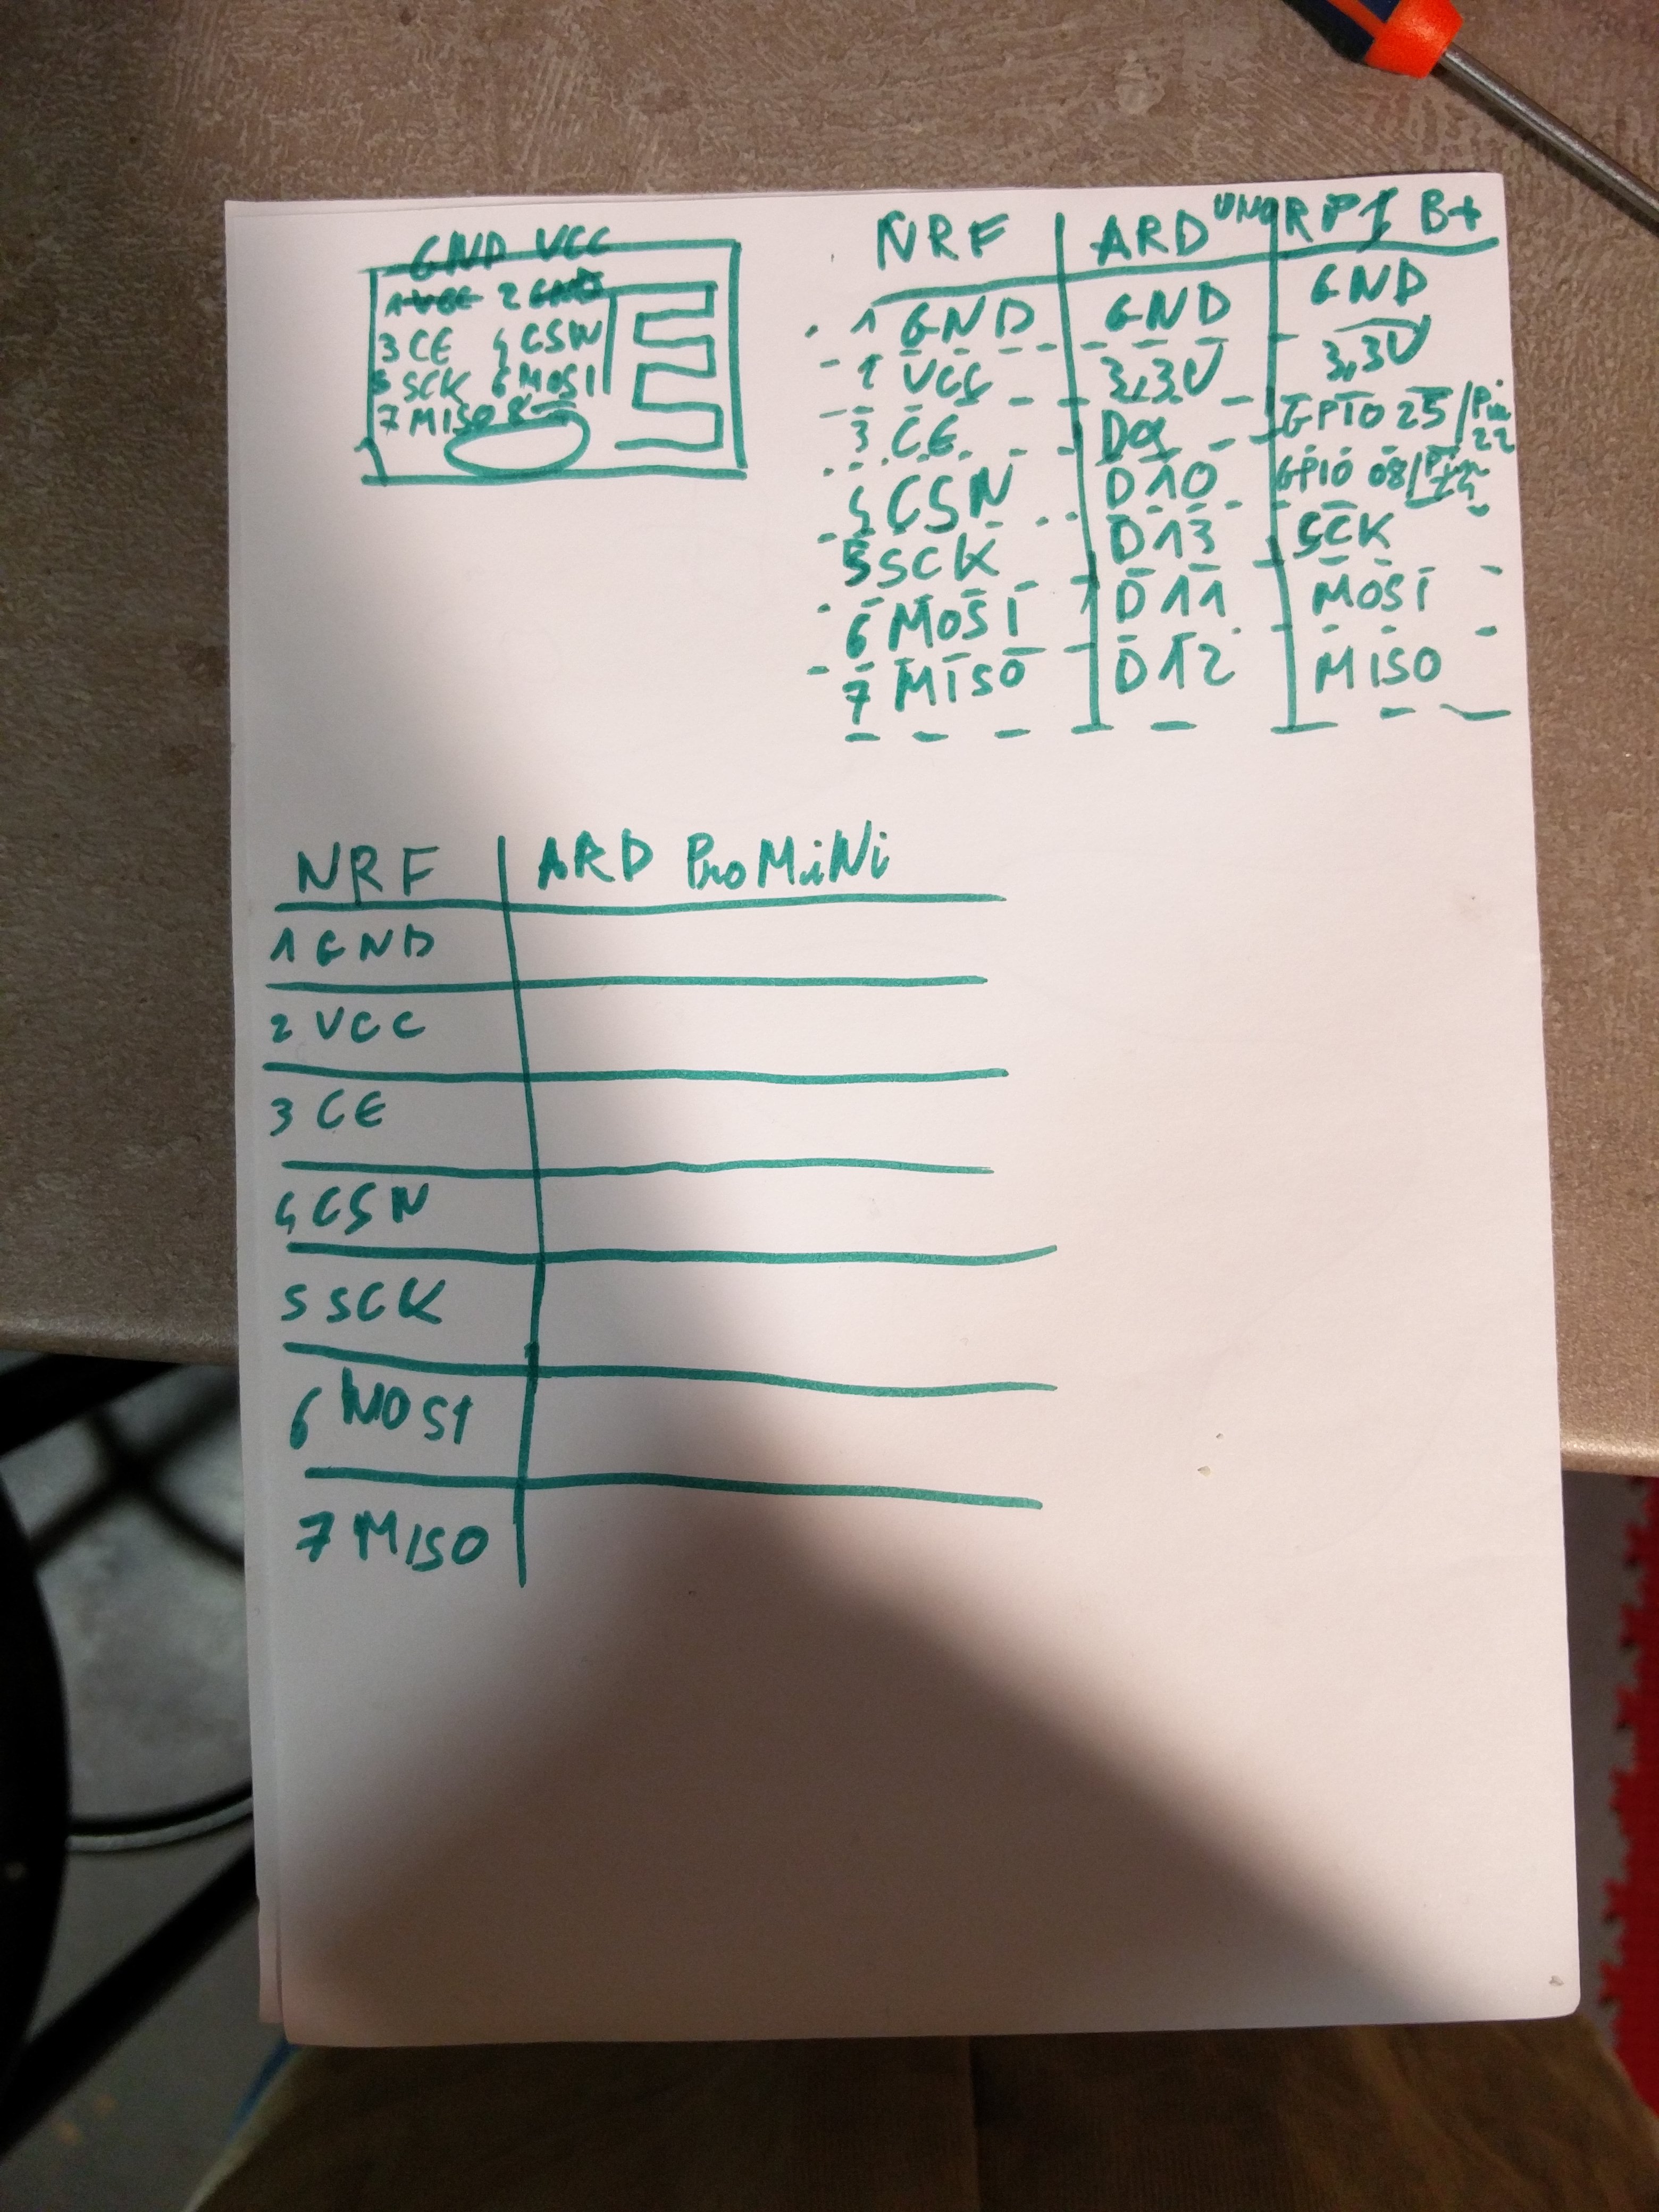 GND VCC
1 VCC 2 GND
3 CE 4 CSN
5 SCK 6 MOSI
7 MISO 8
NRF ARD UNO RPI B+
1 GND GND GND
2 VCC 3,3V 3,3V
3 CE D9 GPIO 25/Pin 22
4 CSN D10 GPIO 08/Pin 24
5 SCK D13 SCK
6 MOSI D11 MOSI
7 MISO D12 MISO
NRF ARD ProMiNi
1 GND
2 VCC
3 CE
4 CSN
5 SCK
6 MOSI
7 MISO